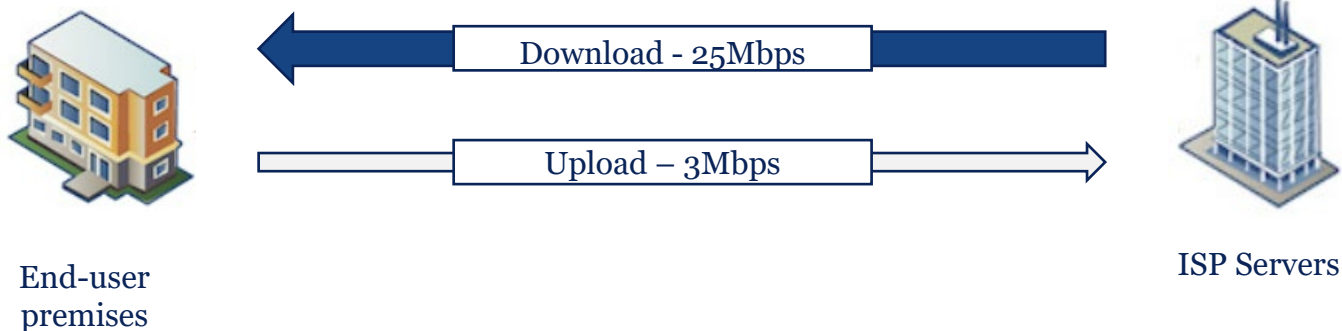 Download - 25Mbps
Upload – 3Mbps
End-user
premises
ISP Servers